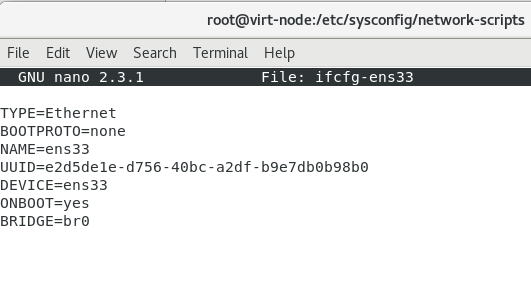 root@virt-node:/etc/sysconfig/network-scripts
File Edit View Search Terminal Help
GNU nano 2.3.1 File: ifcfg-ens33
TYPE=Ethernet
BOOTPROTO=none
NAME=ens33
UUID=e2d5de1e-d756-40bc-a2df-b9e7db0b98b0
DEVICE=ens33
ONBOOT=yes
BRIDGE=br0